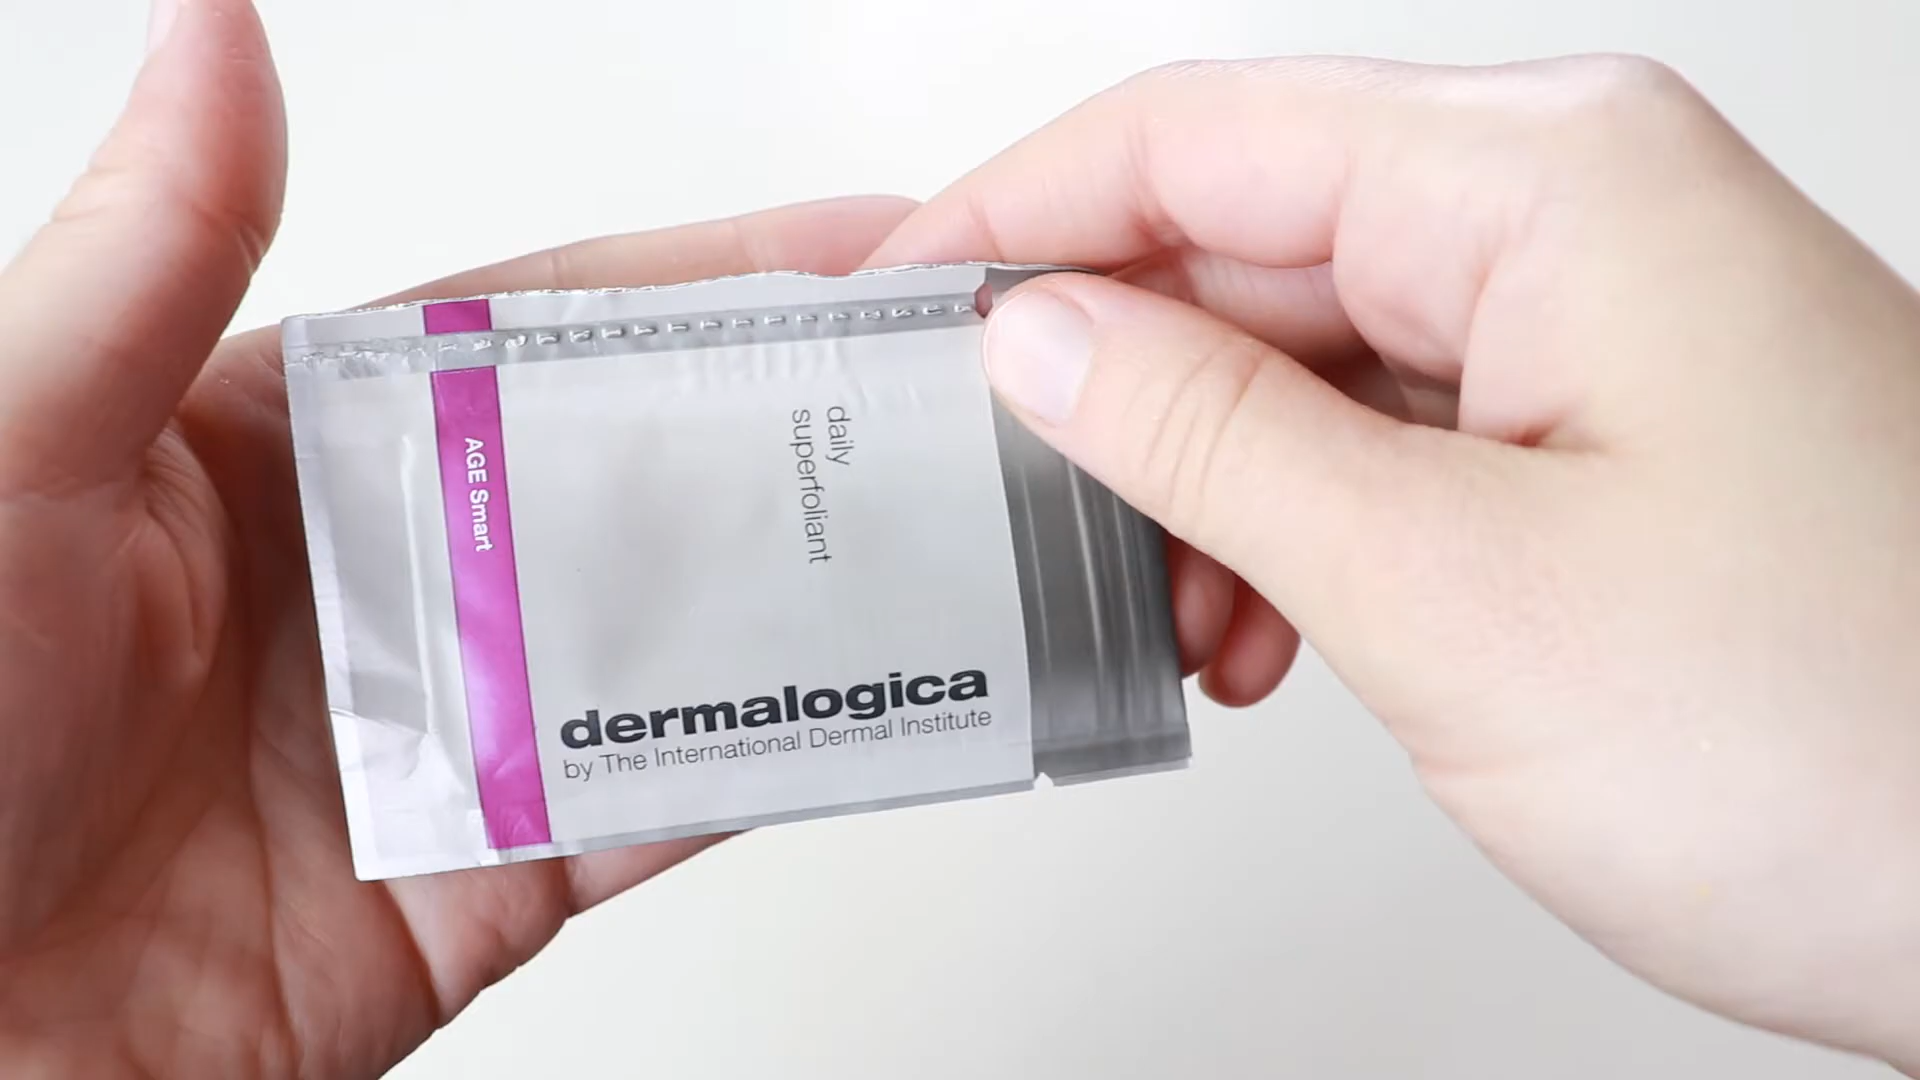 AGE Smart
daily
superfoliant
dermalogica
by The International Dermal Institute